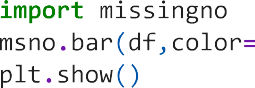 import missingno
msno.bar(df,color=
plt.show()